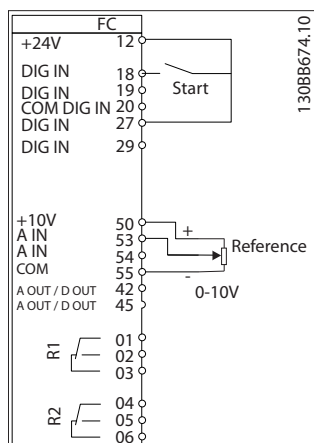 FC
+24V 12
DIG IN 18
DIG IN 19
COM DIG IN 20
DIG IN 27
DIG IN 29
Start
130BB674.10
+10V 50
A IN 53
A IN 54
COM 55
A OUT / D OUT 42
A OUT / D OUT 45
+
Reference
-
0-10V
R1
01
02
03
R2
04
05
06